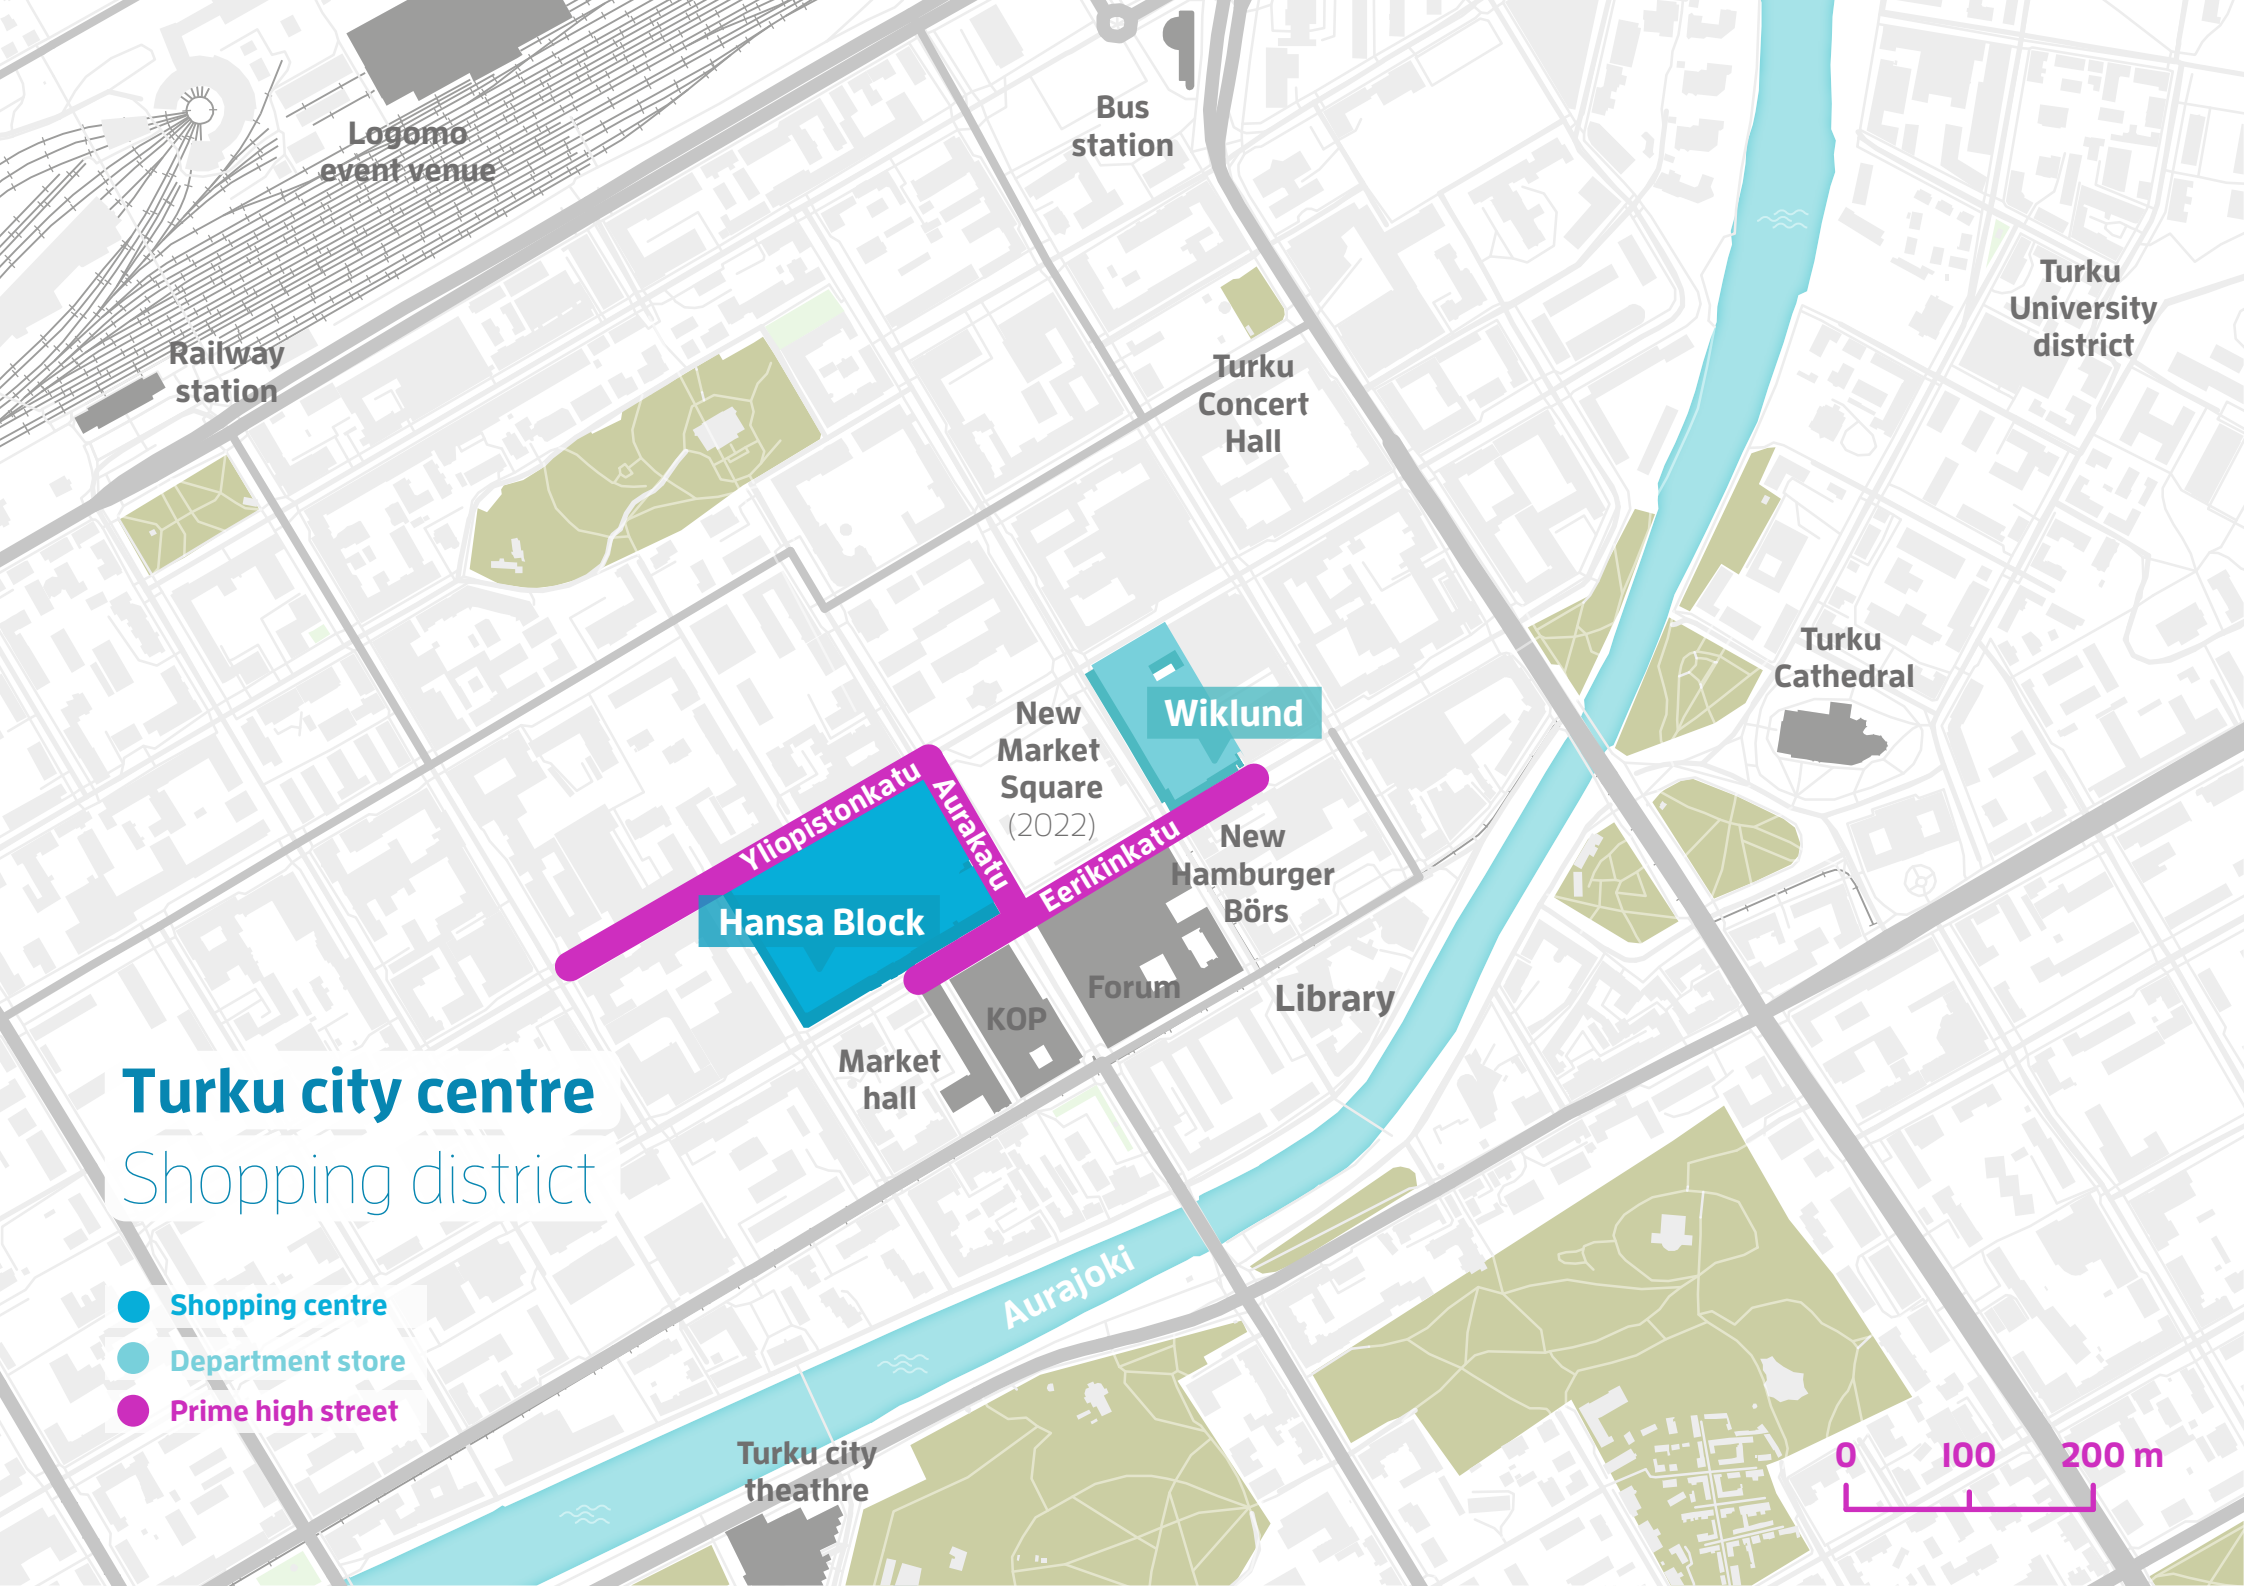 Logomo
event venue
Bus
station
Railway
station
Turku
Concert
Hall
Turku
University
district
Turku
Cathedral
New
Market
Square
(2022)
Wiklund
Yliopistonkatu
Aurakatu
Eerikinkatu
Hansa Block
New
Hamburger
Börs
Forum
KOP
Library
Market
hall
Turku city centre
Shopping district
Aurajoki
Shopping centre
Department store
Prime high street
Turku city
theathre
0 100 200 m